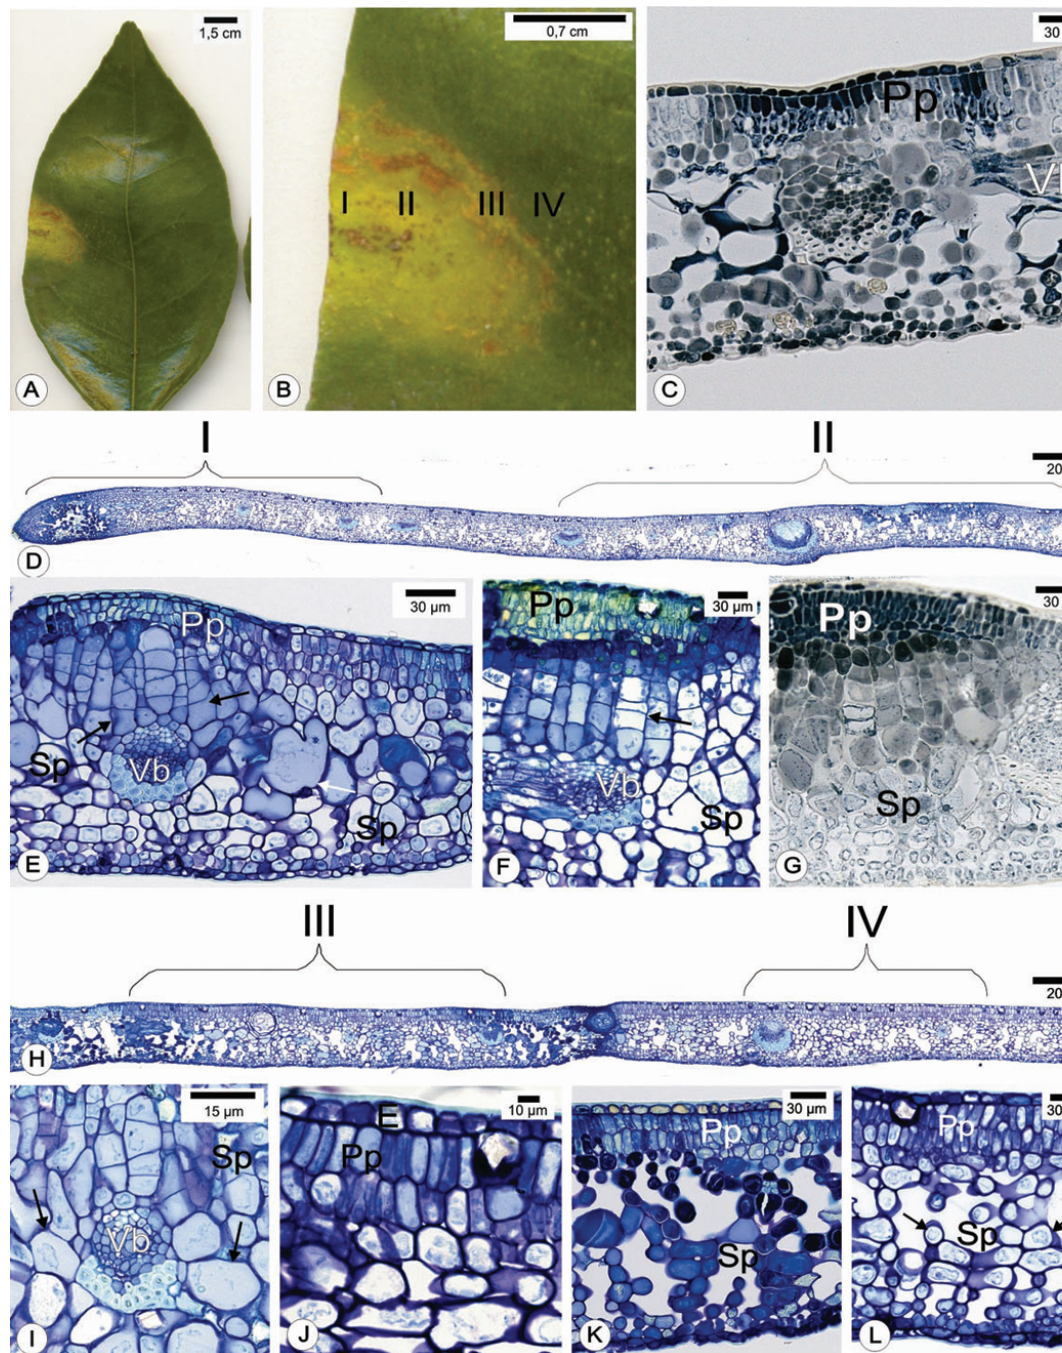 1,5 cm
A
0,7 cm
I II III IV
B
30
Pp
V
C
I II
20
D
30 µm
Pp
Sp
Vb
Sp
E
30 µm
Pp
Vb
Sp
F
30
Pp
Sp
G
III IV
20
H
15 µm
Sp
Vb
I
10 µm
E
Pp
J
30 µm
Pp
Sp
K
30
Pp
Sp
L